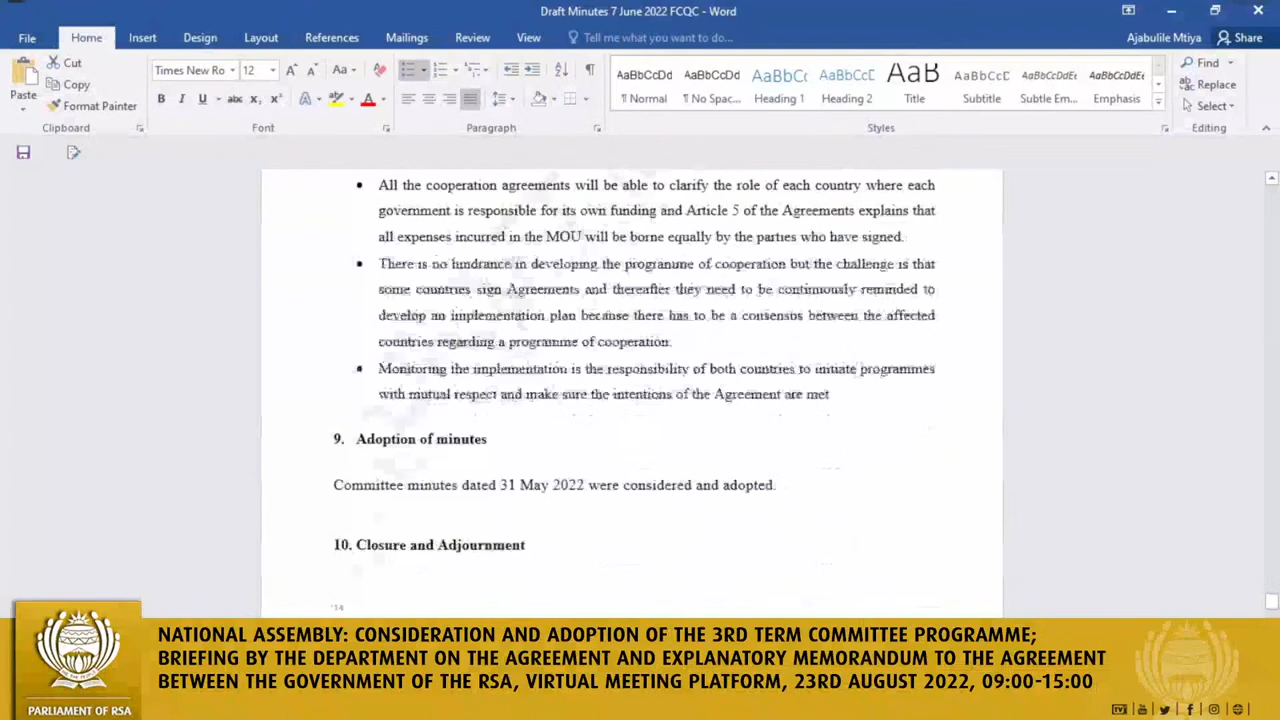 Draft Minutes 7 June 2022 FCQC - Word
File Home Insert Design Layout References Mailings Review View Tell me what you want to do... Ajabulile Mtiya Share
Paste Cut
Copy
Format Painter
Clipboard
Times New Ro 12 Aa
B I U abc x₂ x² A A
Font
Paragraph
AaBbCcDd AaBbCcDd AaBbCc AaBbCcD AaB AaBbCcD AaBbCcDdE AaBbCcDdE
¶ Normal ¶ No Spac... Heading 1 Heading 2 Title Subtitle Subtle Em... Emphasis
Styles
Find
Replace
Select
Editing
• All the cooperation agreements will be able to clarify the role of each country where each
government is responsible for its own funding and Article 5 of the Agreements explains that
all expenses incurred in the MOU will be borne equally by the parties who have signed.
• There is no hindrance in developing the programme of cooperation but the challenge is that
some countries sign Agreements and thereafter they need to be continuously reminded to
develop an implementation plan because there has to be a consensus between the affected
countries regarding a programme of cooperation.
• Monitoring the implementation is the responsibility of both countries to initiate programmes
with mutual respect and make sure the intentions of the Agreement are met
9. Adoption of minutes
Committee minutes dated 31 May 2022 were considered and adopted.
10. Closure and Adjournment
14
NATIONAL ASSEMBLY: CONSIDERATION AND ADOPTION OF THE 3RD TERM COMMITTEE PROGRAMME;
BRIEFING BY THE DEPARTMENT ON THE AGREEMENT AND EXPLANATORY MEMORANDUM TO THE AGREEMENT
BETWEEN THE GOVERNMENT OF THE RSA, VIRTUAL MEETING PLATFORM, 23RD AUGUST 2022, 09:00-15:00
PARLIAMENT OF RSA